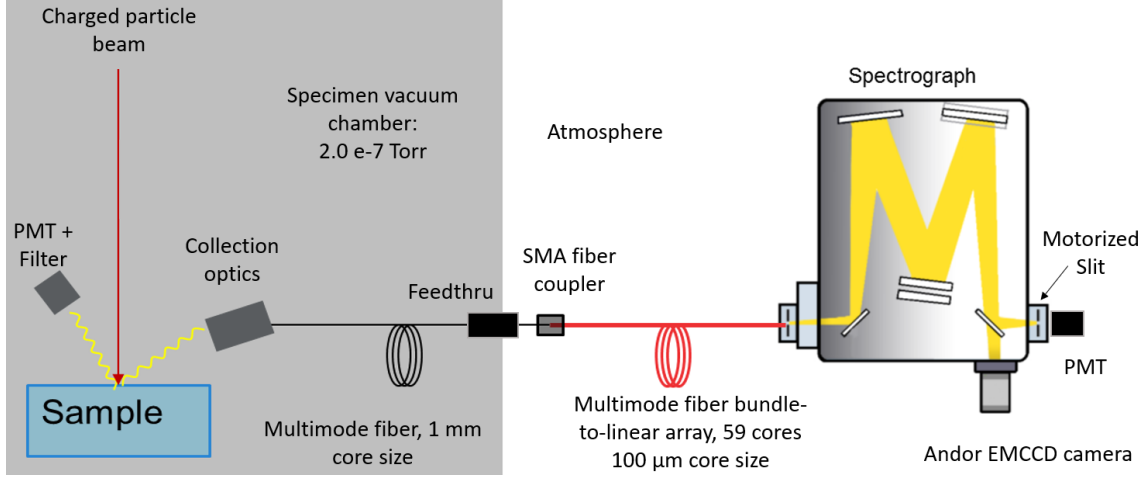 Charged particle
beam
Specimen vacuum
chamber:
2.0 e-7 Torr
Atmosphere
Spectrograph
PMT +
Filter
Collection
optics
Feedthru
SMA fiber
coupler
Motorized
Slit
PMT
Sample
Multimode fiber, 1 mm
core size
Multimode fiber bundle-
to-linear array, 59 cores
100 µm core size
Andor EMCCD camera